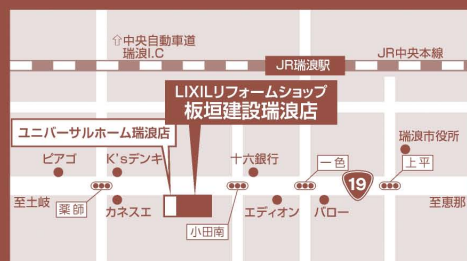 ⇧中央自動車道
瑞浪I.C
JR瑞浪駅
JR中央本線
LIXILリフォームショップ
板垣建設瑞浪店
ユニバーサルホーム瑞浪店
ピアゴ
K'sデンキ
十六銀行
一色
瑞浪市役所
上平
19
至土岐
薬師
カネスエ
小田南
エディオン
バロー
至恵那